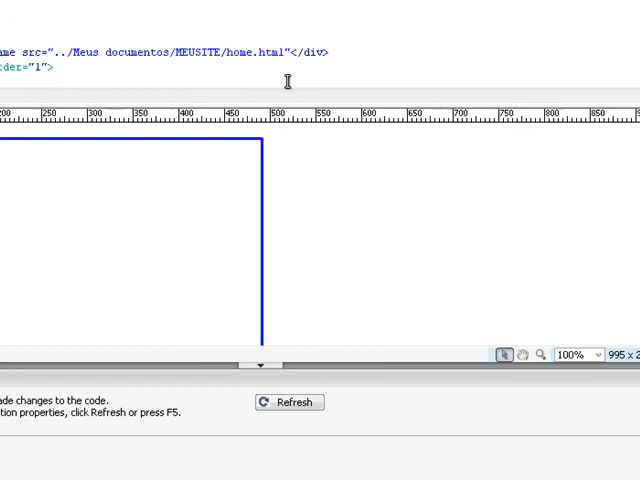 ame src="../Meus documentos/MEUSITE/home.html"</div>
rder="1">
200 250 300 350 400 450 500 550 600 650 700 750 800 850 9
100% 995 x 2
ade changes to the code.
tion properties, click Refresh or press F5.
Refresh